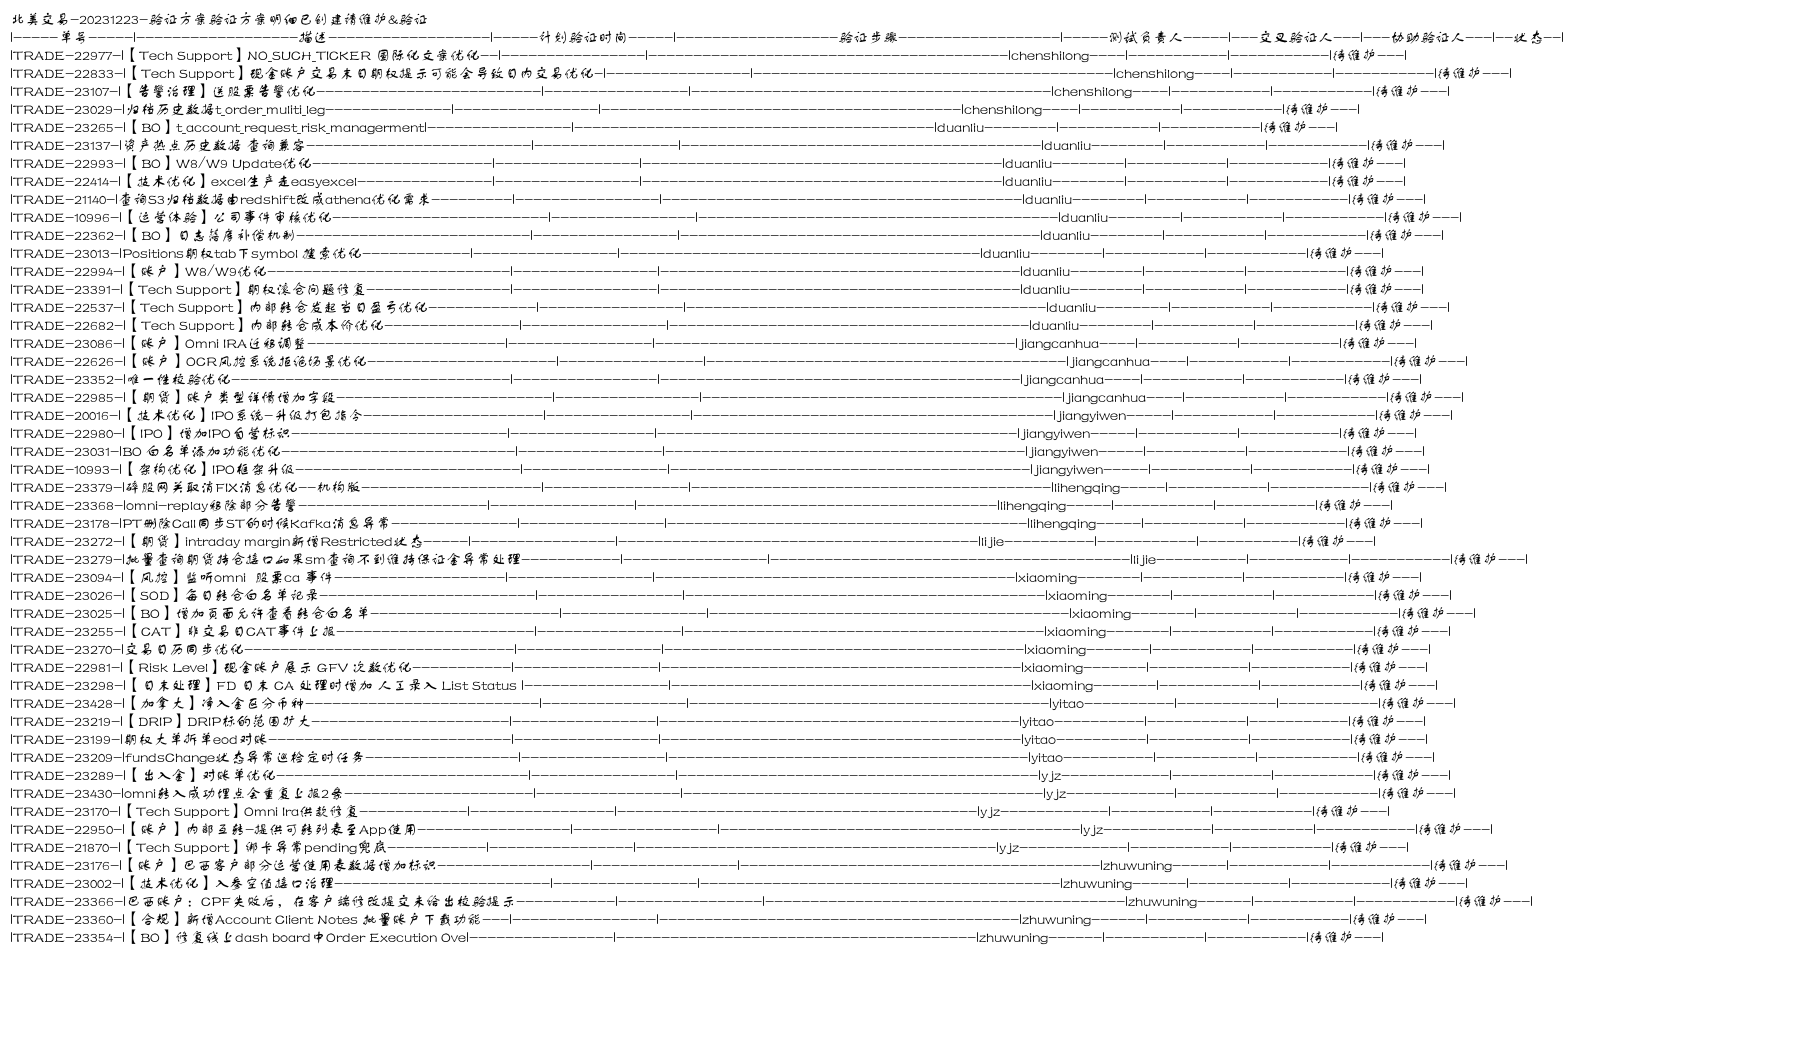 北美交易-20231223-验证方案验证方案明细已创建请维护&验证
|-----单号-----|------------------描述------------------|-----计划验证时间-----|------------------验证步骤------------------|-----测试负责人-----|---交叉验证人---|---协助验证人---|--状态--|
|TRADE-22977-|【Tech Support】NO_SUCH_TICKER 国际化文案优化--|----------------|----------------|chenshilong----|----------|----------|待维护---|
|TRADE-22833-|【Tech Support】现金账户交易末日期权提示可能会导致日内交易优化-|----------------|----------------|chenshilong----|----------|----------|待维护---|
|TRADE-23107-|【告警治理】送股票告警优化----------------|----------------|----------------|chenshilong----|----------|----------|待维护---|
|TRADE-23029-|归档历史数据t_order_muliti_leg----------------|----------------|----------------|chenshilong----|----------|----------|待维护---|
|TRADE-23265-|【BO】t_account_request_risk_managerment|----------------|----------------|duanliu--------|----------|----------|待维护---|
|TRADE-23137-|资产热点历史数据 查询兼容----------------|----------------|----------------|duanliu--------|----------|----------|待维护---|
|TRADE-22993-|【BO】W8/W9 Update优化----------------|----------------|----------------|duanliu--------|----------|----------|待维护---|
|TRADE-22414-|【技术优化】excel生产走easyexcel----------------|----------------|----------------|duanliu--------|----------|----------|待维护---|
|TRADE-21140-|查询S3归档数据由redshift改成athena优化需求---------|----------------|----------------|duanliu--------|----------|----------|待维护---|
|TRADE-10996-|【运营体验】公司事件审核优化----------------|----------------|----------------|duanliu--------|----------|----------|待维护---|
|TRADE-22362-|【BO】日志落库补偿机制----------------|----------------|----------------|duanliu--------|----------|----------|待维护---|
|TRADE-23013-|Positions期权tab下symbol 搜索优化------------|----------------|----------------|duanliu--------|----------|----------|待维护---|
|TRADE-22994-|【账户】W8/W9优化----------------|----------------|----------------|duanliu--------|----------|----------|待维护---|
|TRADE-23391-|【Tech Support】期权滚仓问题修复----------------|----------------|----------------|duanliu--------|----------|----------|待维护---|
|TRADE-22537-|【Tech Support】内部转仓发起当日盈亏优化------------|----------------|----------------|duanliu--------|----------|----------|待维护---|
|TRADE-22682-|【Tech Support】内部转仓成本价优化---------------|----------------|----------------|duanliu--------|----------|----------|待维护---|
|TRADE-23086-|【账户】Omni IRA迁移调整----------------|----------------|----------------|jiangcanhua----|----------|----------|待维护---|
|TRADE-22626-|【账户】OCR风控系统拒绝场景优化----------------|----------------|----------------|jiangcanhua----|----------|----------|待维护---|
|TRADE-23352-|唯一性校验优化----------------|----------------|----------------|jiangcanhua----|----------|----------|待维护---|
|TRADE-22985-|【期货】账户类型详情增加字段----------------|----------------|----------------|jiangcanhua----|----------|----------|待维护---|
|TRADE-20016-|【技术优化】IPO系统-升级打包指令----------------|----------------|----------------|jiangyiwen-----|----------|----------|待维护---|
|TRADE-22980-|【IPO】增加IPO自营标识----------------|----------------|----------------|jiangyiwen-----|----------|----------|待维护---|
|TRADE-23031-|BO 白名单添加功能优化----------------|----------------|----------------|jiangyiwen-----|----------|----------|待维护---|
|TRADE-10993-|【架构优化】IPO框架升级----------------|----------------|----------------|jiangyiwen-----|----------|----------|待维护---|
|TRADE-23379-|碎股网关取消FIX消息优化--机构版----------------|----------------|----------------|lihengqing-----|----------|----------|待维护---|
|TRADE-23368-|omni-replay移除部分告警----------------|----------------|----------------|lihengqing-----|----------|----------|待维护---|
|TRADE-23178-|PT删除Call同步ST的时候Kafka消息异常--------------|----------------|----------------|lihengqing-----|----------|----------|待维护---|
|TRADE-23272-|【期货】intraday margin新增Restricted状态-----|----------------|----------------|lijie----------|----------|----------|待维护---|
|TRADE-23279-|批量查询期货持仓接口如果sm查询不到维持保证金异常处理-----------|----------------|----------------|lijie----------|----------|----------|待维护---|
|TRADE-23094-|【风控】监听omni  股票ca 事件----------------|----------------|----------------|xiaoming-------|----------|----------|待维护---|
|TRADE-23026-|【SOD】每日转仓白名单记录----------------|----------------|----------------|xiaoming-------|----------|----------|待维护---|
|TRADE-23025-|【BO】增加页面允许查看转仓白名单----------------|----------------|----------------|xiaoming-------|----------|----------|待维护---|
|TRADE-23255-|【CAT】非交易日CAT事件上报----------------|----------------|----------------|xiaoming-------|----------|----------|待维护---|
|TRADE-23270-|交易日历同步优化----------------|----------------|----------------|xiaoming-------|----------|----------|待维护---|
|TRADE-22981-|【Risk Level】现金账户展示 GFV 次数优化-----------|----------------|----------------|xiaoming-------|----------|----------|待维护---|
|TRADE-23298-|【日末处理】FD 日末 CA 处理时增加 人工录入 List Status |----------------|----------------|xiaoming-------|----------|----------|待维护---|
|TRADE-23428-|【加拿大】净入金区分币种----------------|----------------|----------------|yitao----------|----------|----------|待维护---|
|TRADE-23219-|【DRIP】DRIP标的范围扩大----------------|----------------|----------------|yitao----------|----------|----------|待维护---|
|TRADE-23199-|期权大单拆单eod对账----------------|----------------|----------------|yitao----------|----------|----------|待维护---|
|TRADE-23209-|fundsChange状态异常巡检定时任务----------------|----------------|----------------|yitao----------|----------|----------|待维护---|
|TRADE-23289-|【出入金】对账单优化----------------|----------------|----------------|yjz------------|----------|----------|待维护---|
|TRADE-23430-|omni转入成功埋点会重复上报2条----------------|----------------|----------------|yjz------------|----------|----------|待维护---|
|TRADE-23170-|【Tech Support】Omni Ira供款修复------------|----------------|----------------|yjz------------|----------|----------|待维护---|
|TRADE-22950-|【账户】内部互转-提供可转列表至App使用----------------|----------------|----------------|yjz------------|----------|----------|待维护---|
|TRADE-21870-|【Tech Support】绑卡异常pending兜底-----------|----------------|----------------|yjz------------|----------|----------|待维护---|
|TRADE-23176-|【账户】巴西客户部分运营使用表数据增加标识----------------|----------------|----------------|zhuwuning------|----------|----------|待维护---|
|TRADE-23002-|【技术优化】入参空值接口治理----------------|----------------|----------------|zhuwuning------|----------|----------|待维护---|
|TRADE-23366-|巴西账户：CPF失败后，在客户端修改提交未给出校验提示------------|----------------|----------------|zhuwuning------|----------|----------|待维护---|
|TRADE-23360-|【合规】新增Account Client Notes 批量账户下载功能---|----------------|----------------|zhuwuning------|----------|----------|待维护---|
|TRADE-23354-|【BO】修复线上dash board中Order Execution Ove|----------------|----------------|zhuwuning------|----------|----------|待维护---|